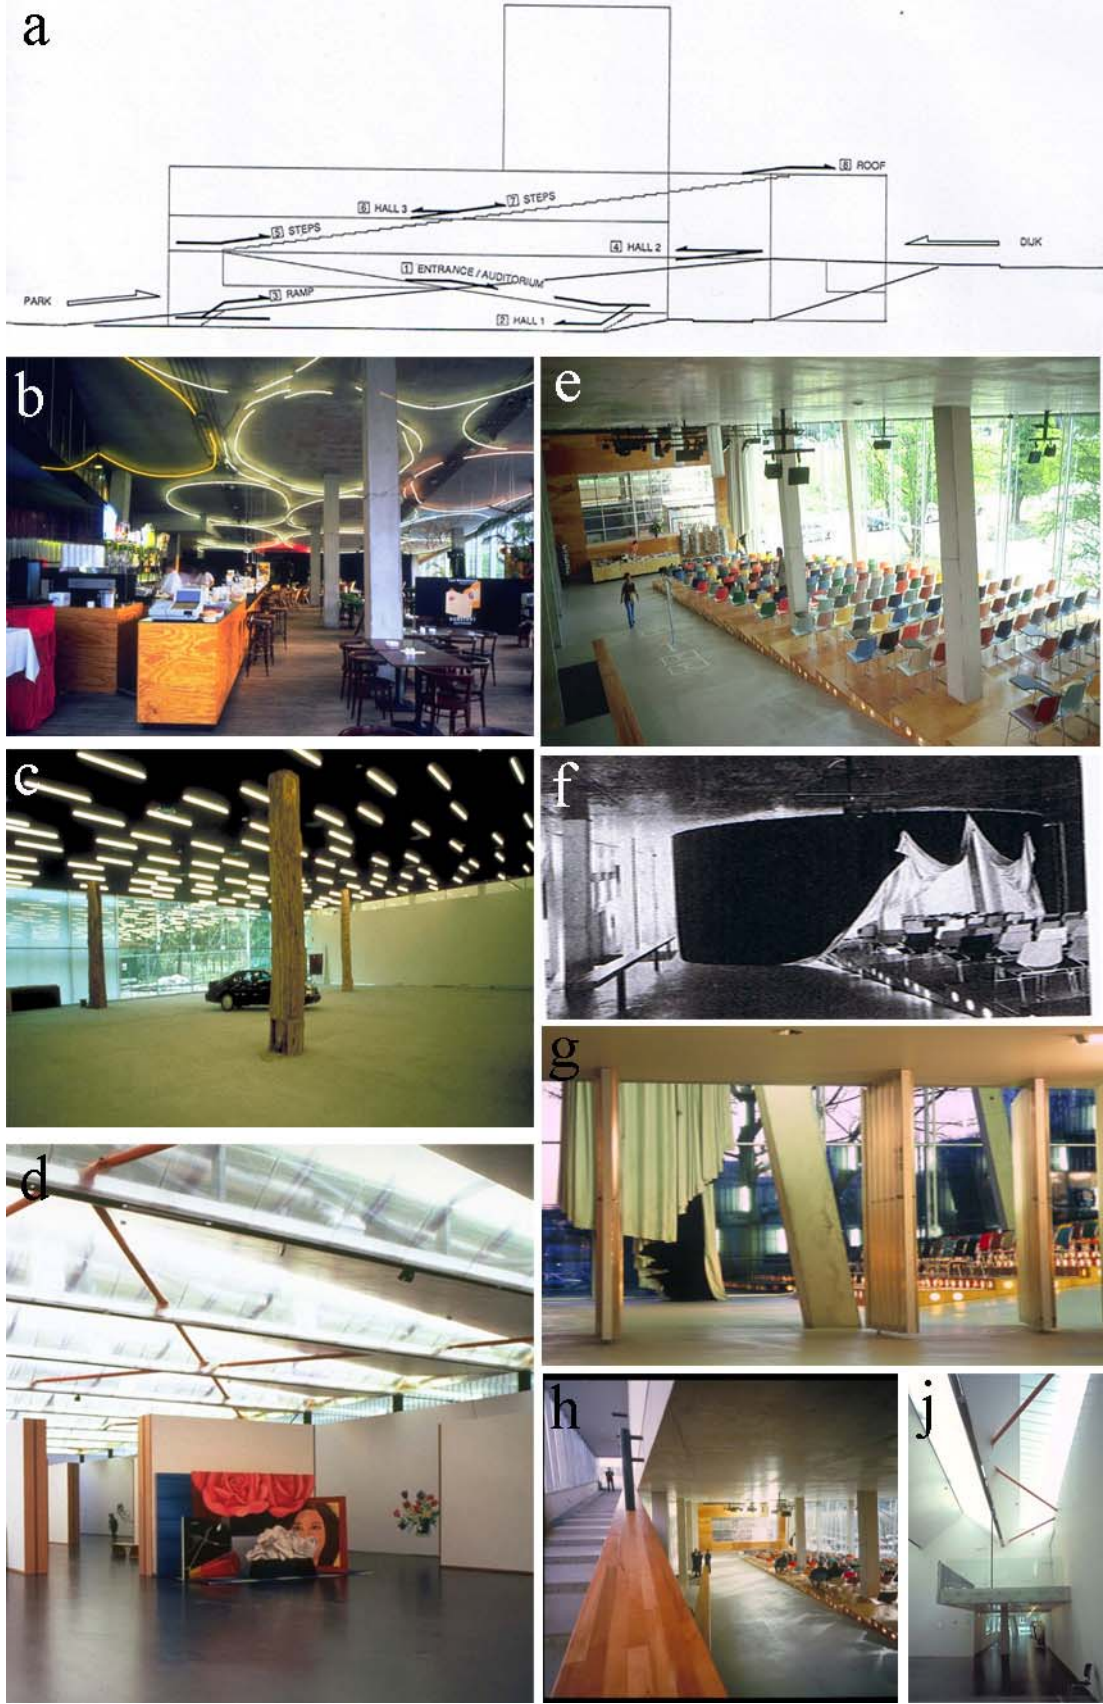 a
8 ROOF
7 STEPS
6 HALL 3
5 STEPS
4 HALL 2
DIJK
1 ENTRANCE / AUDITORIUM
PARK
3 RAMP
2 HALL 1
b
e
c
f
g
d
h
j